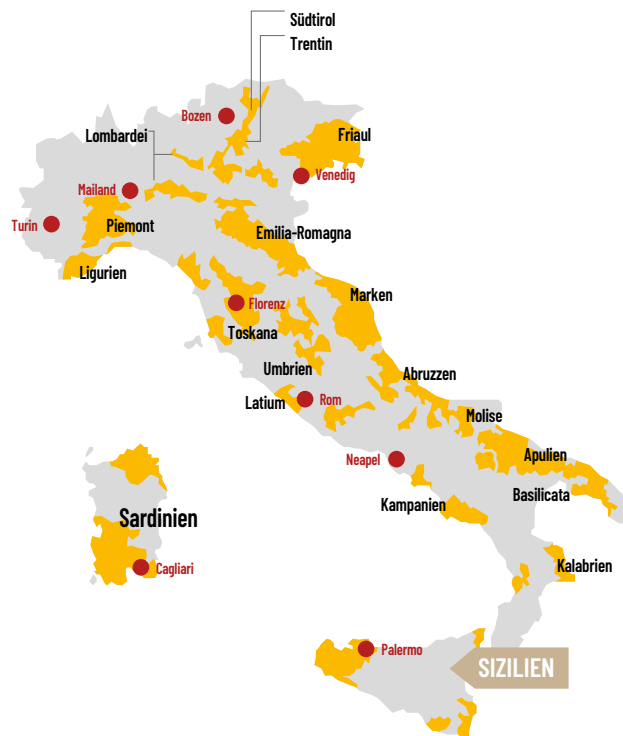 Südtirol
Trentin
Bozen
Lombardei
Friaul
Venedig
Mailand
Turin
Piemont
Emilia-Romagna
Ligurien
Marken
Florenz
Toskana
Umbrien
Abruzzen
Latium
Rom
Molise
Neapel
Apulien
Basilicata
Kampanien
Sardinien
Kalabrien
Cagliari
Palermo
SIZILIEN